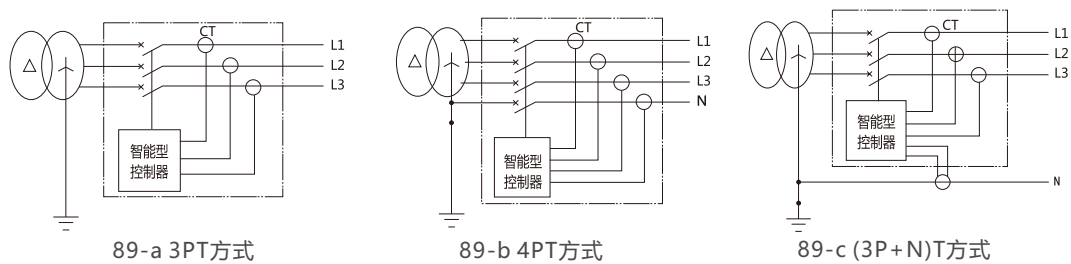 CT
L1
L2
L3
智能型
控制器
89-a 3PT方式
CT
L1
L2
L3
N
智能型
控制器
89-b 4PT方式
CT
L1
L2
L3
智能型
控制器
N
89-c (3P+N)T方式